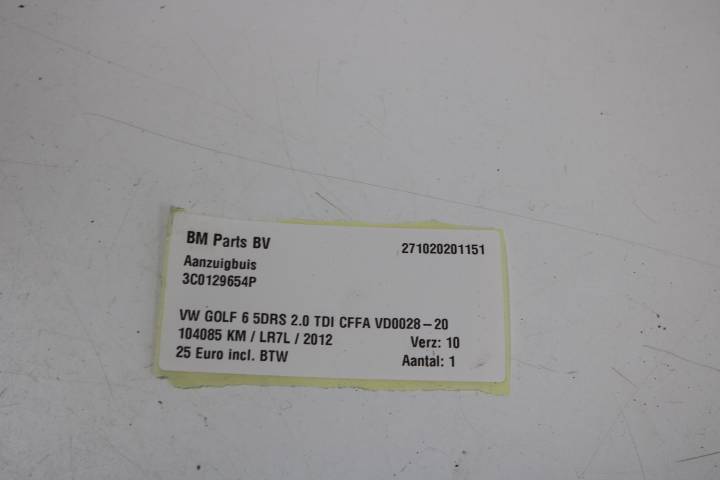 BM Parts BV 271020201151
Aanzuigbuis
3C0129654P
VW GOLF 6 5DRS 2.0 TDI CFFA VD0028-20
104085 KM / LR7L / 2012 Verz: 10
25 Euro incl. BTW Aantal: 1